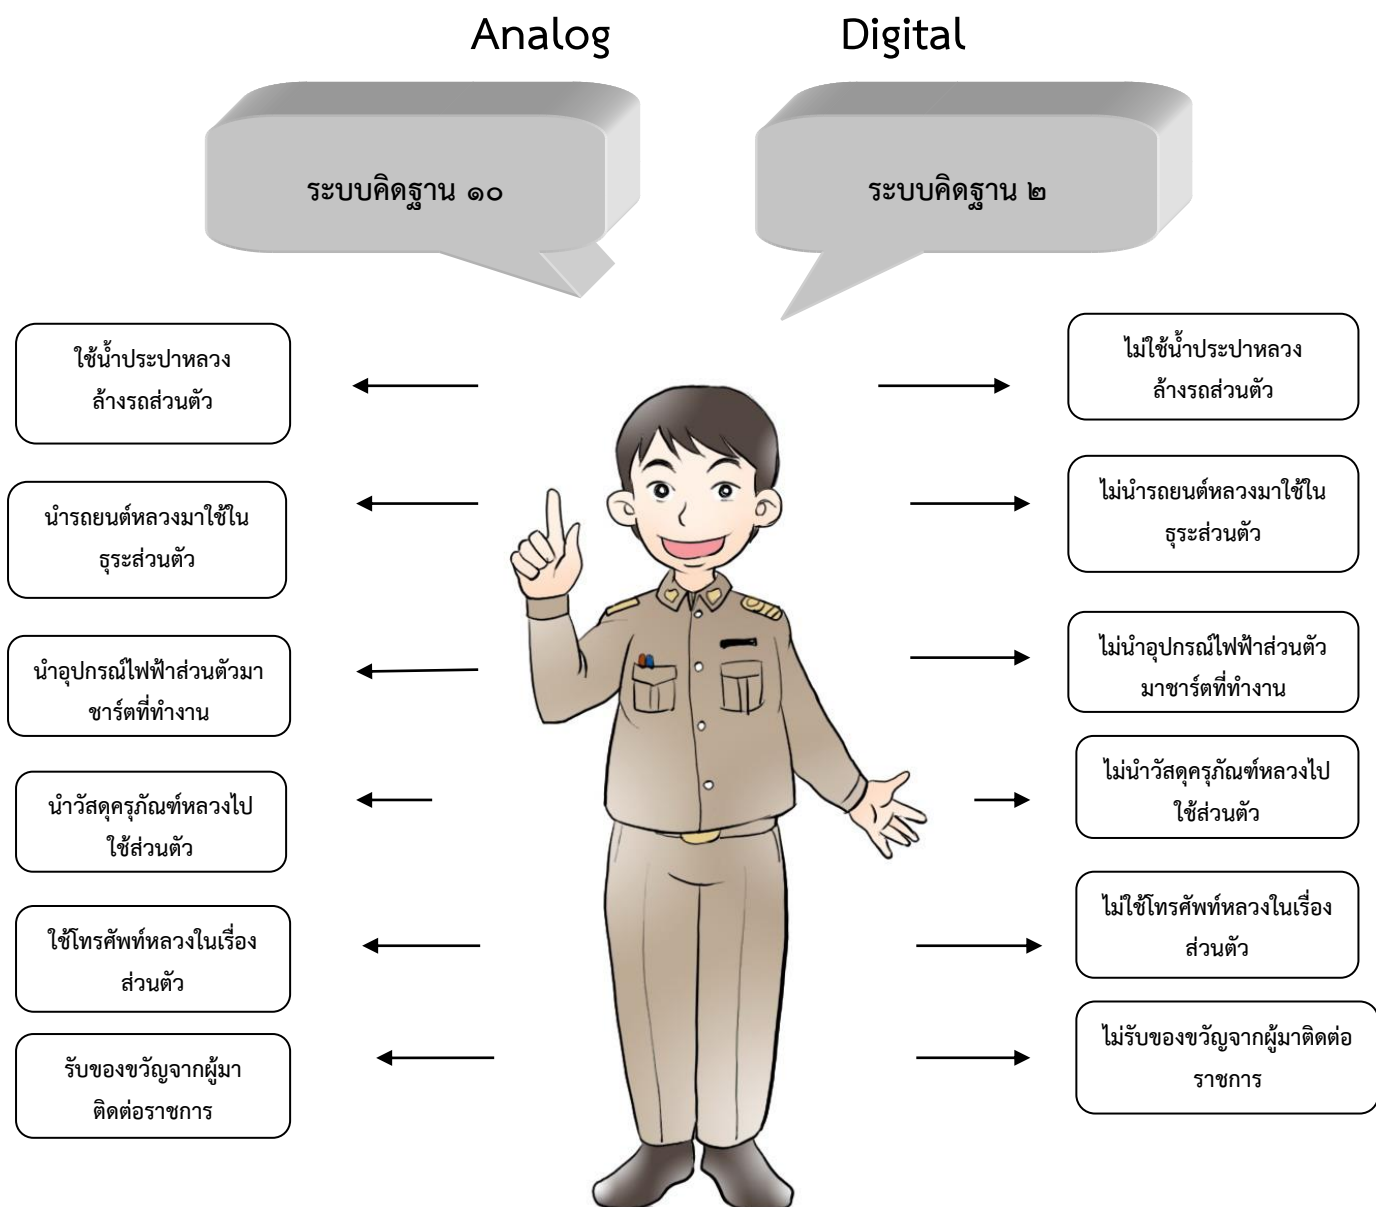 Analog
Digital
ระบบคิดฐาน ๑๐
ระบบคิดฐาน ๒
ใช้น้ำประปาหลวง
ล้างรถส่วนตัว
ไม่ใช้น้ำประปาหลวง
ล้างรถส่วนตัว
นำรถยนต์หลวงมาใช้ใน
ธุระส่วนตัว
ไม่นำรถยนต์หลวงมาใช้ใน
ธุระส่วนตัว
นำอุปกรณ์ไฟฟ้าส่วนตัวมา
ชาร์ตที่ทำงาน
ไม่นำอุปกรณ์ไฟฟ้าส่วนตัว
มาชาร์ตที่ทำงาน
นำวัสดุครุภัณฑ์หลวงไป
ใช้ส่วนตัว
ไม่นำวัสดุครุภัณฑ์หลวงไป
ใช้ส่วนตัว
ใช้โทรศัพท์หลวงในเรื่อง
ส่วนตัว
ไม่ใช้โทรศัพท์หลวงในเรื่อง
ส่วนตัว
รับของขวัญจากผู้มา
ติดต่อราชการ
ไม่รับของขวัญจากผู้มาติดต่อ
ราชการ